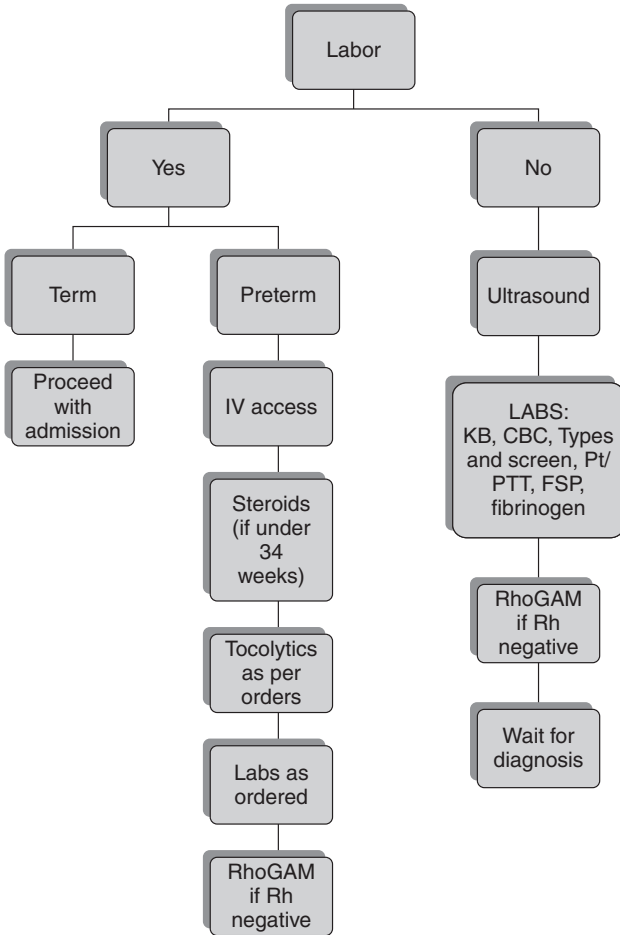 Labor
Yes
No
Term
Preterm
Ultrasound
Proceed
with
admission
IV access
LABS:
KB, CBC, Types
and screen, Pt/
PTT, FSP,
fibrinogen
Steroids
(if under
34
weeks)
RhoGAM
if Rh
negative
Tocolytics
as per
orders
Wait for
diagnosis
Labs as
ordered
RhoGAM
if Rh
negative